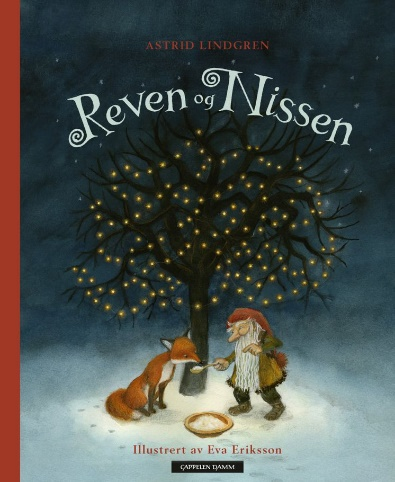 ASTRID LINDGREN
Reven og Nissen
Illustrert av Eva Eriksson
CAPPELEN DAMM